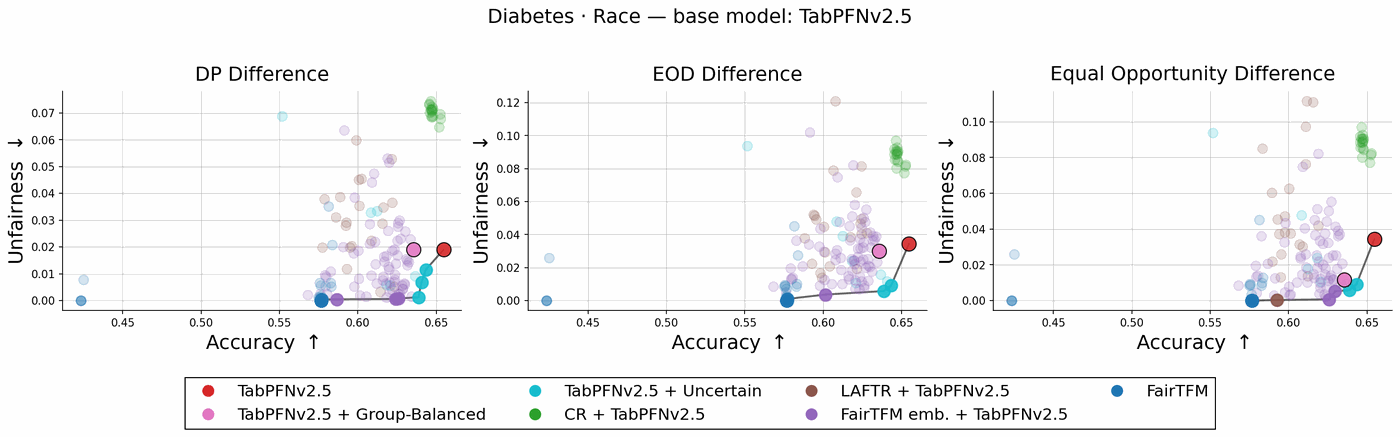 Diabetes · Race — base model: TabPFNv2.5
DP Difference
EOD Difference
Equal Opportunity Difference
Unfairness ↓
0.07
0.06
0.05
0.04
0.03
0.02
0.01
0.00
0.45 0.50 0.55 0.60 0.65
Accuracy ↑
Unfairness ↓
0.12
0.10
0.08
0.06
0.04
0.02
0.00
0.45 0.50 0.55 0.60 0.65
Accuracy ↑
Unfairness ↓
0.10
0.08
0.06
0.04
0.02
0.00
0.45 0.50 0.55 0.60 0.65
Accuracy ↑
TabPFNv2.5 TabPFNv2.5 + Uncertain LAFTR + TabPFNv2.5 FairTFM
TabPFNv2.5 + Group-Balanced CR + TabPFNv2.5 FairTFM emb. + TabPFNv2.5